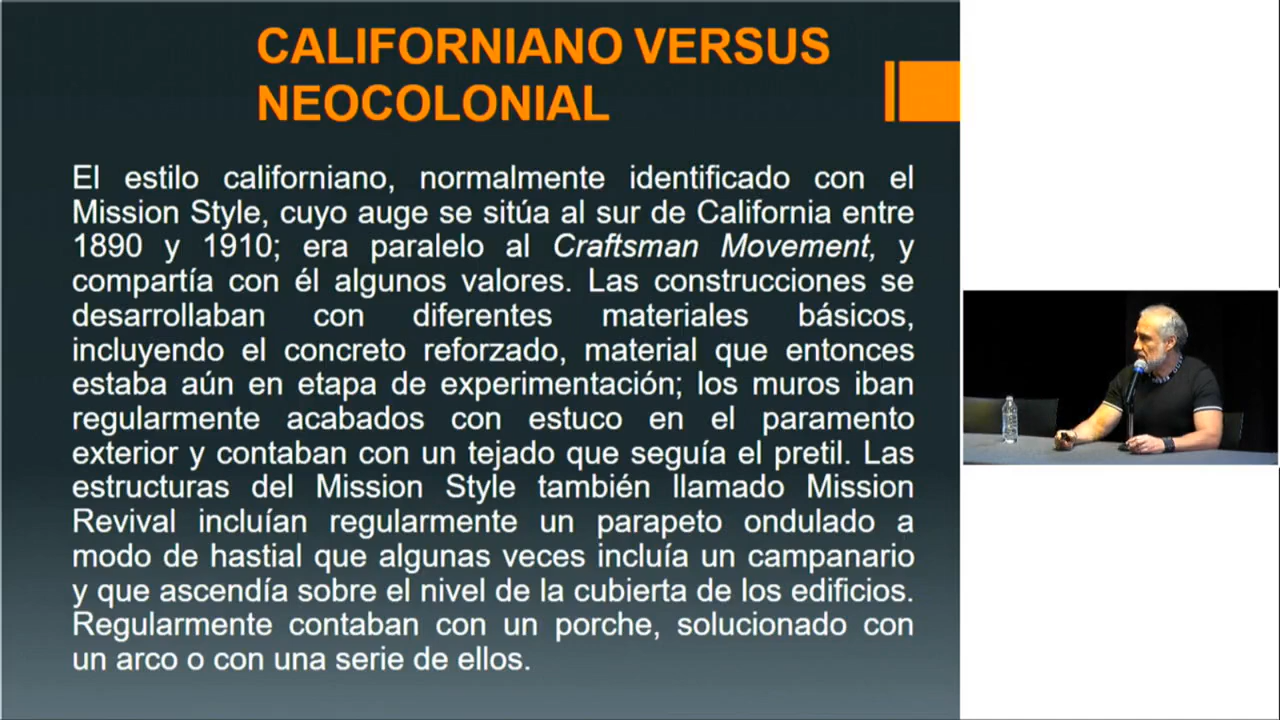 CALIFORNIANO VERSUS
NEOCOLONIAL
El estilo californiano, normalmente identificado con el
Mission Style, cuyo auge se sitúa al sur de California entre
1890 y 1910; era paralelo al Craftsman Movement, y
compartía con él algunos valores. Las construcciones se
desarrollaban con diferentes materiales básicos,
incluyendo el concreto reforzado, material que entonces
estaba aún en etapa de experimentación; los muros iban
regularmente acabados con estuco en el paramento
exterior y contaban con un tejado que seguía el pretil. Las
estructuras del Mission Style también llamado Mission
Revival incluían regularmente un parapeto ondulado a
modo de hastial que algunas veces incluía un campanario
y que ascendía sobre el nivel de la cubierta de los edificios.
Regularmente contaban con un porche, solucionado con
un arco o con una serie de ellos.